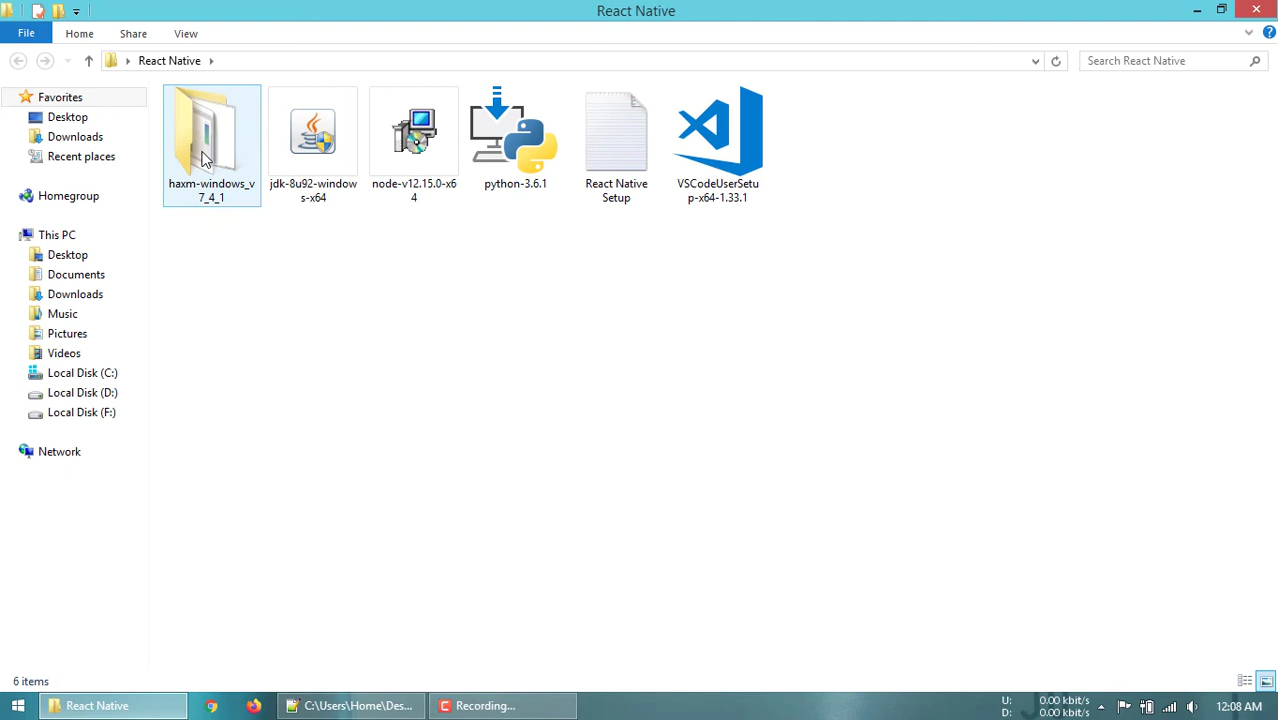 React Native
File
Home
Share
View
React Native
Search React Native
Favorites
Desktop
Downloads
Recent places
Homegroup
This PC
Desktop
Documents
Downloads
Music
Pictures
Videos
Local Disk (C:)
Local Disk (D:)
Local Disk (F:)
Network
haxm-windows_v
7_4_1
jdk-8u92-window
s-x64
node-v12.15.0-x6
4
python-3.6.1
React Native
Setup
VSCodeUserSetu
p-x64-1.33.1
6 items
React Native
C:\Users\Home\Des...
Recording...
U: 0.00 kbit/s
D: 0.00 kbit/s
12:08 AM